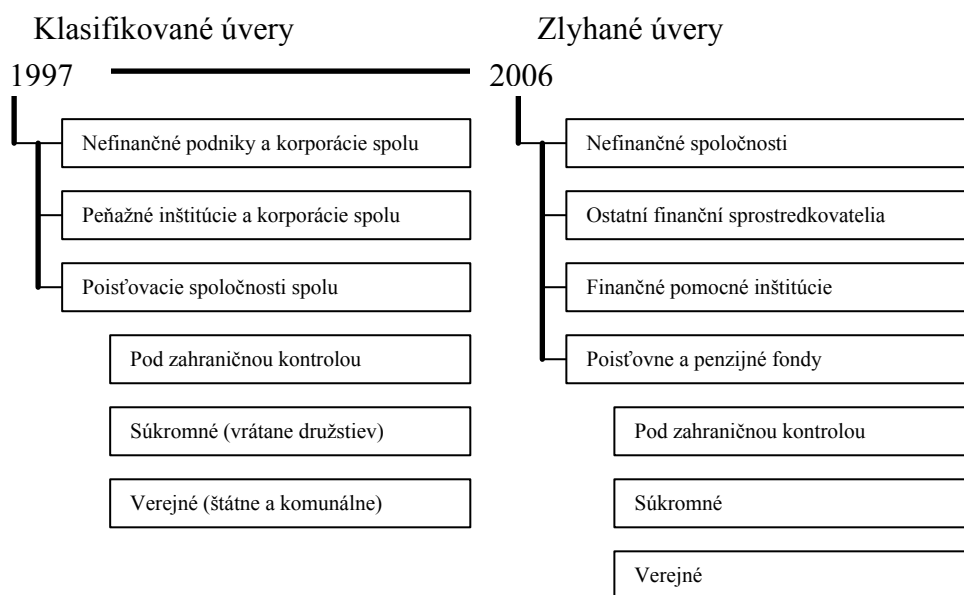 Klasifikované úvery
Zlyhané úvery
1997
2006
Nefinančné podniky a korporácie spolu
Peňažné inštitúcie a korporácie spolu
Poisťovacie spoločnosti spolu
Pod zahraničnou kontrolou
Súkromné (vrátane družstiev)
Verejné (štátne a komunálne)
Nefinančné spoločnosti
Ostatní finanční sprostredkovatelia
Finančné pomocné inštitúcie
Poisťovne a penzijné fondy
Pod zahraničnou kontrolou
Súkromné
Verejné